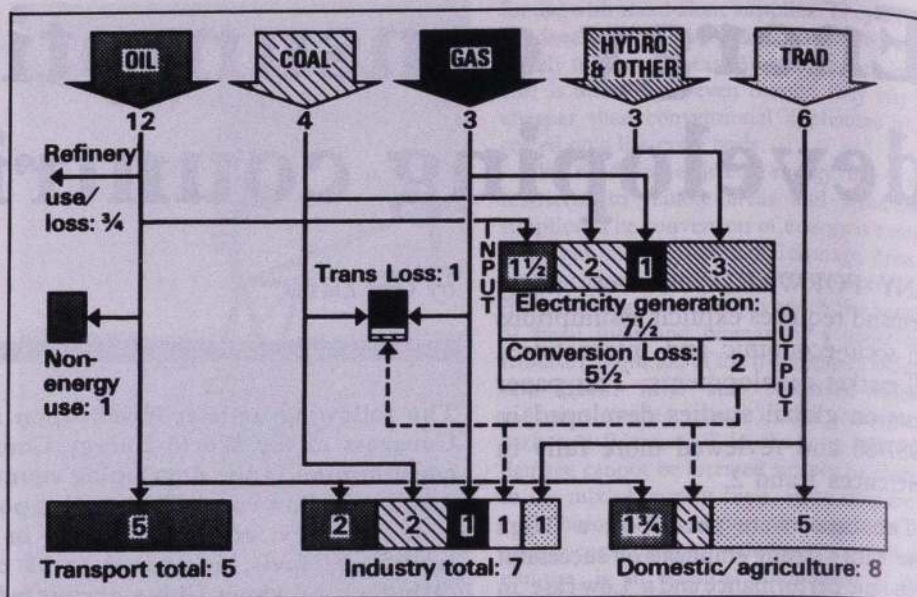 OIL
COAL
GAS
HYDRO
& OTHER
TRAD
12
4
3
3
6
Refinery
use/
loss: ¾
INPUT
1½ 2 1 3
Trans Loss: 1
Electricity generation:
7½
Conversion Loss:
5½
2
OUTPUT
Non-
energy
use: 1
5
2 2 1 1 1
1¾ 1 5
Transport total: 5
Industry total: 7
Domestic/agriculture: 8